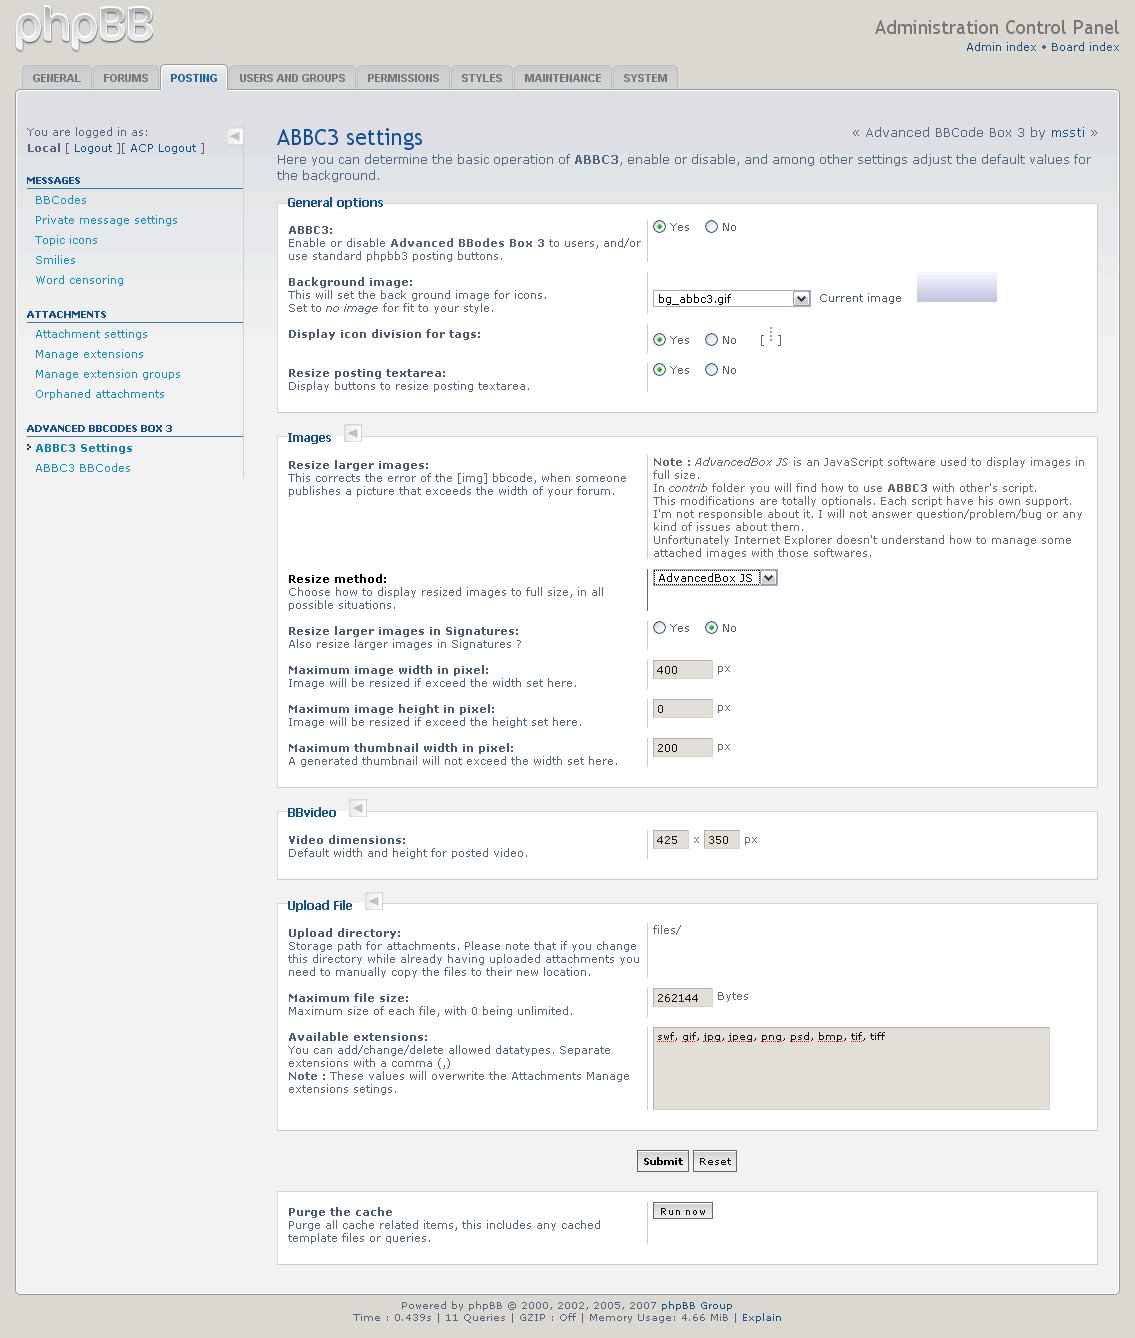 phpBB
Administration Control Panel
Admin index • Board index
GENERAL
FORUMS
POSTING
USERS AND GROUPS
PERMISSIONS
STYLES
MAINTENANCE
SYSTEM
You are logged in as:
Local [ Logout ][ ACP Logout ]
MESSAGES
BBCodes
Private message settings
Topic icons
Smilies
Word censoring
ATTACHMENTS
Attachment settings
Manage extensions
Manage extension groups
Orphaned attachments
ADVANCED BBCODES BOX 3
ABBC3 Settings
ABBC3 BBCodes
ABBC3 settings
« Advanced BBCode Box 3 by mssti »
Here you can determine the basic operation of ABBC3, enable or disable, and among other settings adjust the default values for
the background.
General options
ABBC3:
Enable or disable Advanced BBodes Box 3 to users, and/or
use standard phpbb3 posting buttons.
Yes No
Background image:
This will set the back ground image for icons.
Set to no image for fit to your style.
bg_abbc3.gif Current image
Display icon division for tags:
Yes No [ ⋮ ]
Resize posting textarea:
Display buttons to resize posting textarea.
Yes No
Images
Resize larger images:
This corrects the error of the [img] bbcode, when someone
publishes a picture that exceeds the width of your forum.
Note : AdvancedBox JS is an JavaScript software used to display images in
full size.
In contrib folder you will find how to use ABBC3 with other's script.
This modifications are totally optionals. Each script have his own support.
I'm not responsible about it. I will not answer question/problem/bug or any
kind of issues about them.
Unfortunately Internet Explorer doesn't understand how to manage some
attached images with those softwares.
Resize method:
Choose how to display resized images to full size, in all
possible situations.
AdvancedBox JS
Resize larger images in Signatures:
Also resize larger images in Signatures ?
Yes No
Maximum image width in pixel:
Image will be resized if exceed the width set here.
400 px
Maximum image height in pixel:
Image will be resized if exceed the height set here.
0 px
Maximum thumbnail width in pixel:
A generated thumbnail will not exceed the width set here.
200 px
BBvideo
Video dimensions:
Default width and height for posted video.
425 x 350 px
Upload File
Upload directory:
Storage path for attachments. Please note that if you change
this directory while already having uploaded attachments you
need to manually copy the files to their new location.
files/
Maximum file size:
Maximum size of each file, with 0 being unlimited.
262144 Bytes
Available extensions:
You can add/change/delete allowed datatypes. Separate
extensions with a comma (,)
Note : These values will overwrite the Attachments Manage
extensions setings.
swf, gif, jpg, jpeg, png, psd, bmp, tif, tiff
Submit Reset
Purge the cache
Purge all cache related items, this includes any cached
template files or queries.
Run now
Powered by phpBB © 2000, 2002, 2005, 2007 phpBB Group
Time : 0.439s | 11 Queries | GZIP : Off | Memory Usage: 4.66 MiB | Explain